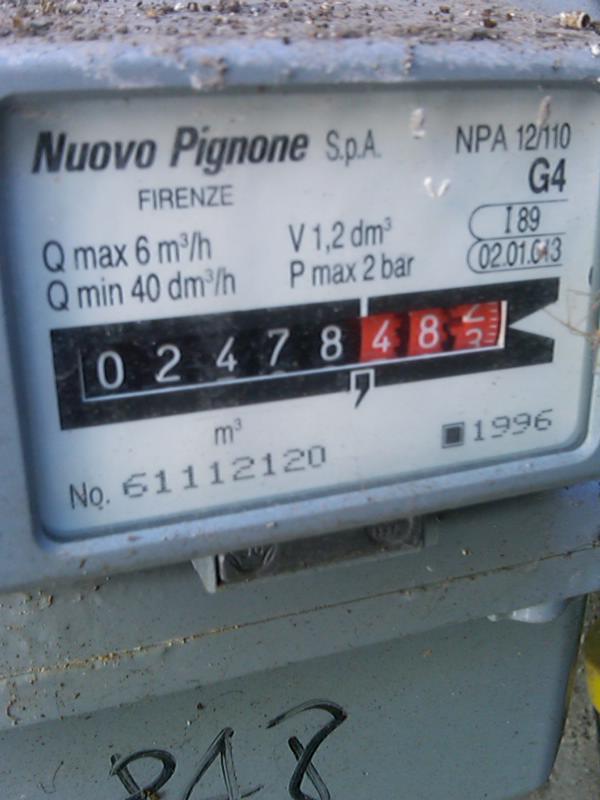 Nuovo Pignone S.p.A.
NPA 12/110
G4
FIRENZE
I 89
Q max 6 m³/h
V 1,2 dm³
Q min 40 dm³/h
P max 2 bar
0 2 4 7 8 , 4 8
m³
No. 61112120
1996